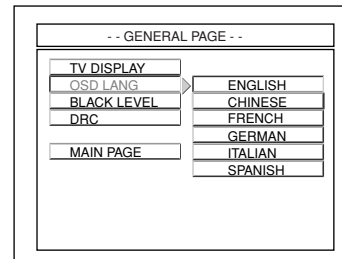 - - GENERAL PAGE - -
TV DISPLAY
OSD LANG
BLACK LEVEL
DRC
MAIN PAGE
ENGLISH
CHINESE
FRENCH
GERMAN
ITALIAN
SPANISH